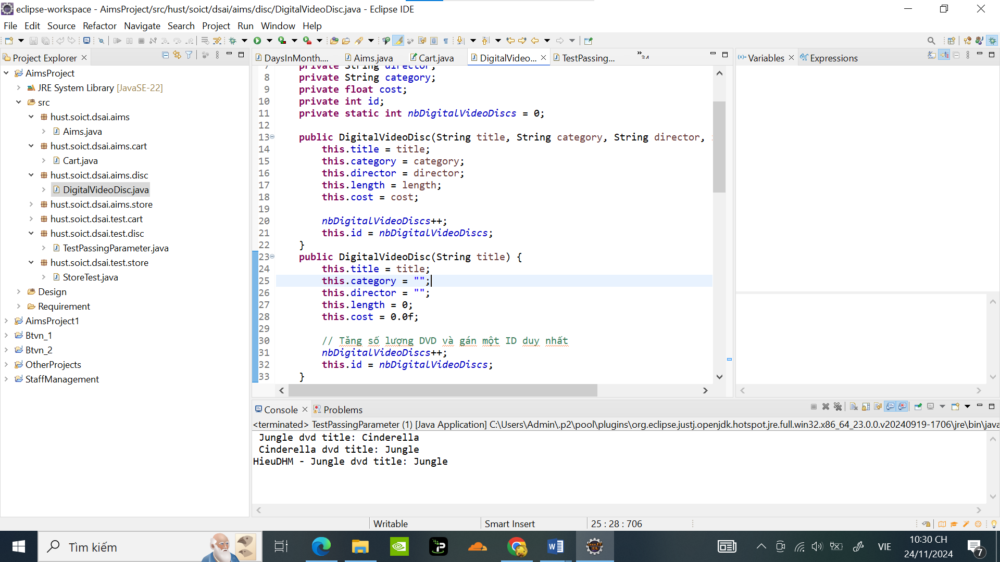 eclipse-workspace - AimsProject/src/hust/soict/dsai/aims/disc/DigitalVideoDisc.java - Eclipse IDE
File Edit Source Refactor Navigate Search Project Run Window Help
Project Explorer
AimsProject
JRE System Library [JavaSE-22]
src
hust.soict.dsai.aims
Aims.java
hust.soict.dsai.aims.cart
Cart.java
hust.soict.dsai.aims.disc
DigitalVideoDisc.java
hust.soict.dsai.aims.store
hust.soict.dsai.test.cart
hust.soict.dsai.test.disc
TestPassingParameter.java
hust.soict.dsai.test.store
StoreTest.java
Design
Requirement
AimsProject1
Btvn_1
Btvn_2
OtherProjects
StaffManagement
DaysInMonth.... Aims.java Cart.java DigitalVideo... TestPassing... »34
7 private String director;
8 private String category;
9 private float cost;
10 private int id;
11 private static int nbDigitalVideoDiscs = 0;
12
13 public DigitalVideoDisc(String title, String category, String director,
14 this.title = title;
15 this.category = category;
16 this.director = director;
17 this.length = length;
18 this.cost = cost;
19
20 nbDigitalVideoDiscs++;
21 this.id = nbDigitalVideoDiscs;
22 }
23 public DigitalVideoDisc(String title) {
24 this.title = title;
25 this.category = "";
26 this.director = "";
27 this.length = 0;
28 this.cost = 0.0f;
29
30 // Tăng số lượng DVD và gán một ID duy nhất
31 nbDigitalVideoDiscs++;
32 this.id = nbDigitalVideoDiscs;
33 }
(x)= Variables Expressions
Console Problems
<terminated> TestPassingParameter (1) [Java Application] C:\Users\Admin\.p2\pool\plugins\org.eclipse.justj.openjdk.hotspot.jre.full.win32.x86_64_23.0.0.v20240919-1706\jre\bin\java
Jungle dvd title: Cinderella
Cinderella dvd title: Jungle
HieuDHM - Jungle dvd title: Jungle
Writable Smart Insert 25 : 28 : 706
Tìm kiếm
VIE
10:30 CH
24/11/2024
7